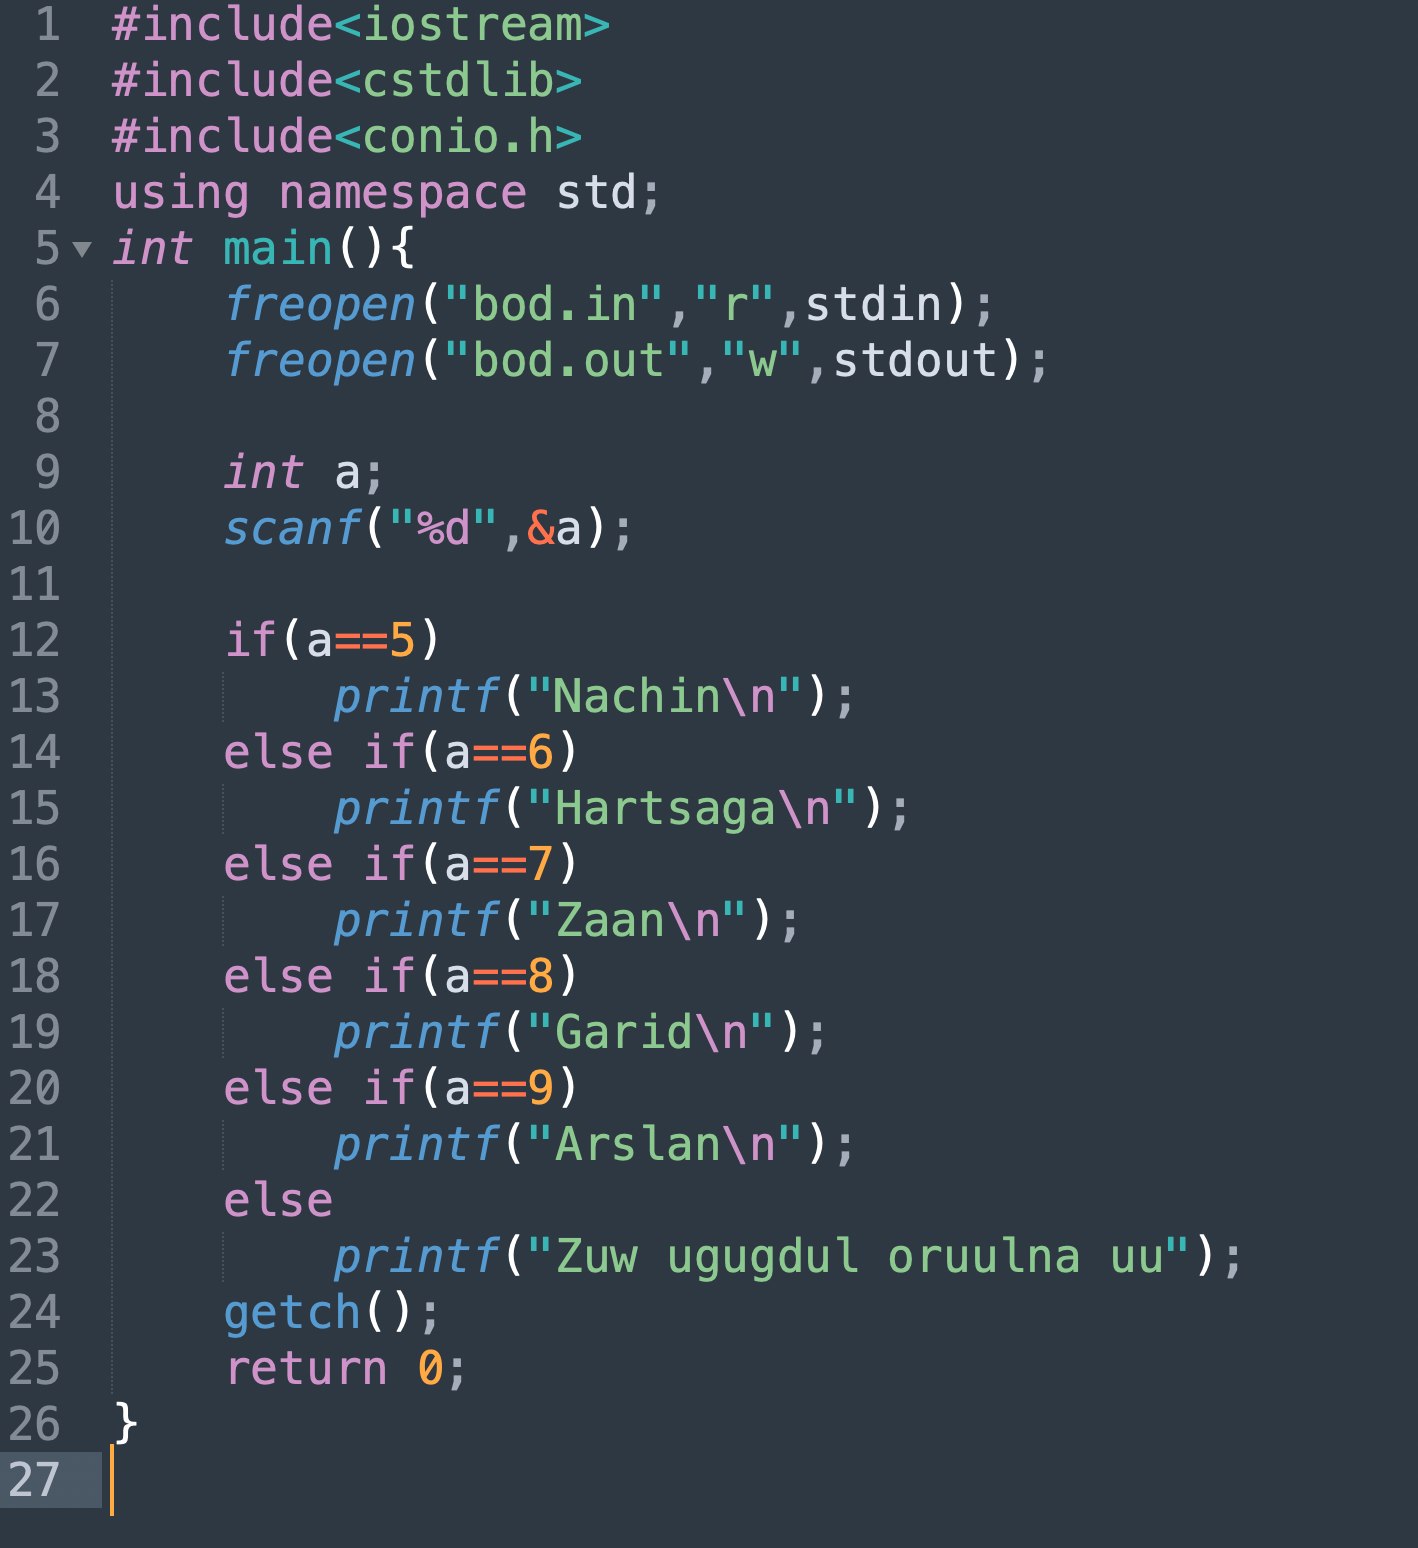 1 #include<iostream>
2 #include<cstdlib>
3 #include<conio.h>
4 using namespace std;
5 int main(){
6 freopen("bod.in","r",stdin);
7 freopen("bod.out","w",stdout);
8
9 int a;
10 scanf("%d",&a);
11
12 if(a==5)
13 printf("Nachin\n");
14 else if(a==6)
15 printf("Hartsaga\n");
16 else if(a==7)
17 printf("Zaan\n");
18 else if(a==8)
19 printf("Garid\n");
20 else if(a==9)
21 printf("Arslan\n");
22 else
23 printf("Zuw ugugdul oruulna uu");
24 getch();
25 return 0;
26 }
27